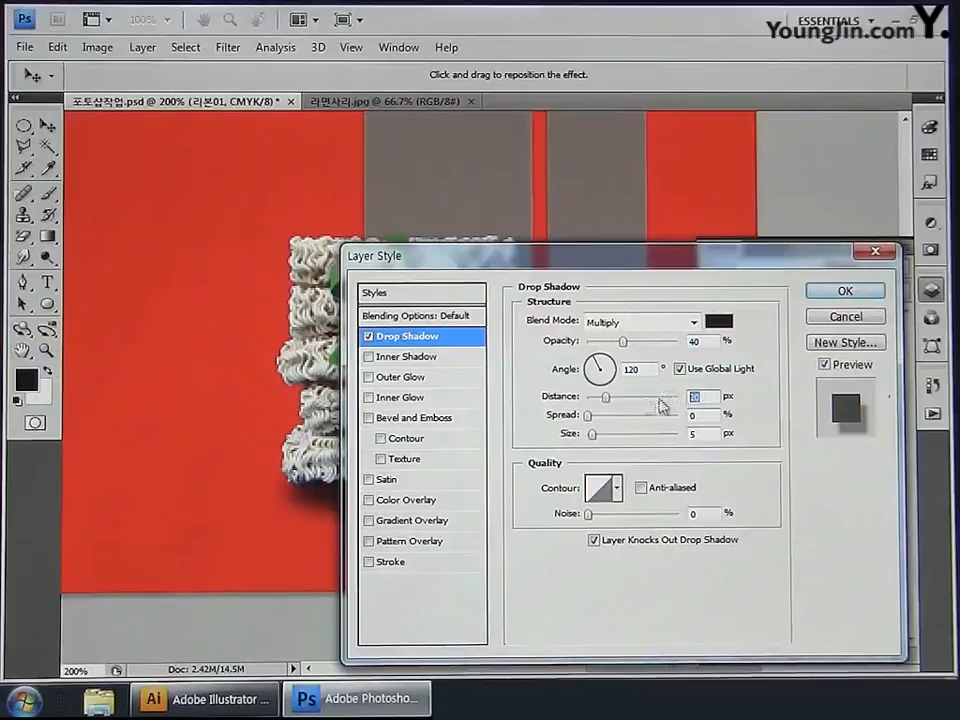 Ps
Br
100%
ESSENTIALS
YoungJin.com Y.
File Edit Image Layer Select Filter Analysis 3D View Window Help
Click and drag to reposition the effect.
포토샵작업.psd @ 200% (리본01, CMYK/8) *
라면사리.jpg @ 66.7% (RGB/8#)
Layer Style
Styles
Blending Options: Default
Drop Shadow
Inner Shadow
Outer Glow
Inner Glow
Bevel and Emboss
Contour
Texture
Satin
Color Overlay
Gradient Overlay
Pattern Overlay
Stroke
Drop Shadow
Structure
Blend Mode: Multiply
Opacity: 40 %
Angle: 120 ° Use Global Light
Distance: 20 px
Spread: 0 %
Size: 5 px
Quality
Contour: Anti-aliased
Noise: 0 %
Layer Knocks Out Drop Shadow
OK
Cancel
New Style...
Preview
200%
Doc: 2.42M/14.5M
Ai Adobe Illustrator ...
Ps Adobe Photosho...